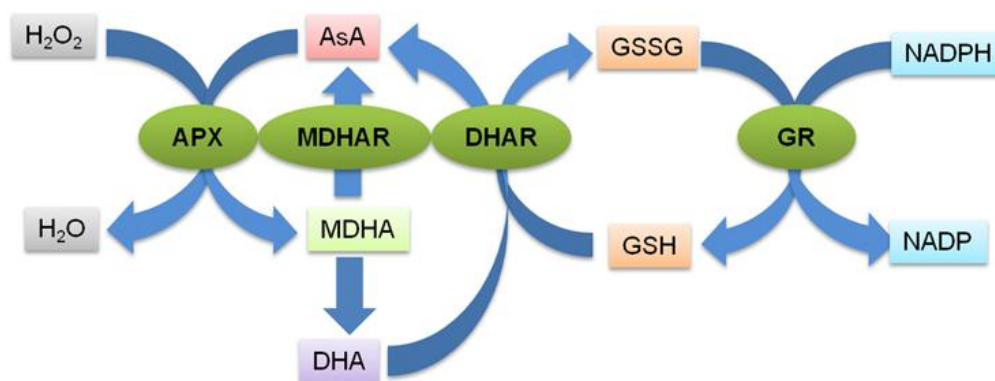 H₂O₂
AsA
GSSG
NADPH
APX
MDHAR
DHAR
GR
H₂O
MDHA
GSH
NADP
DHA